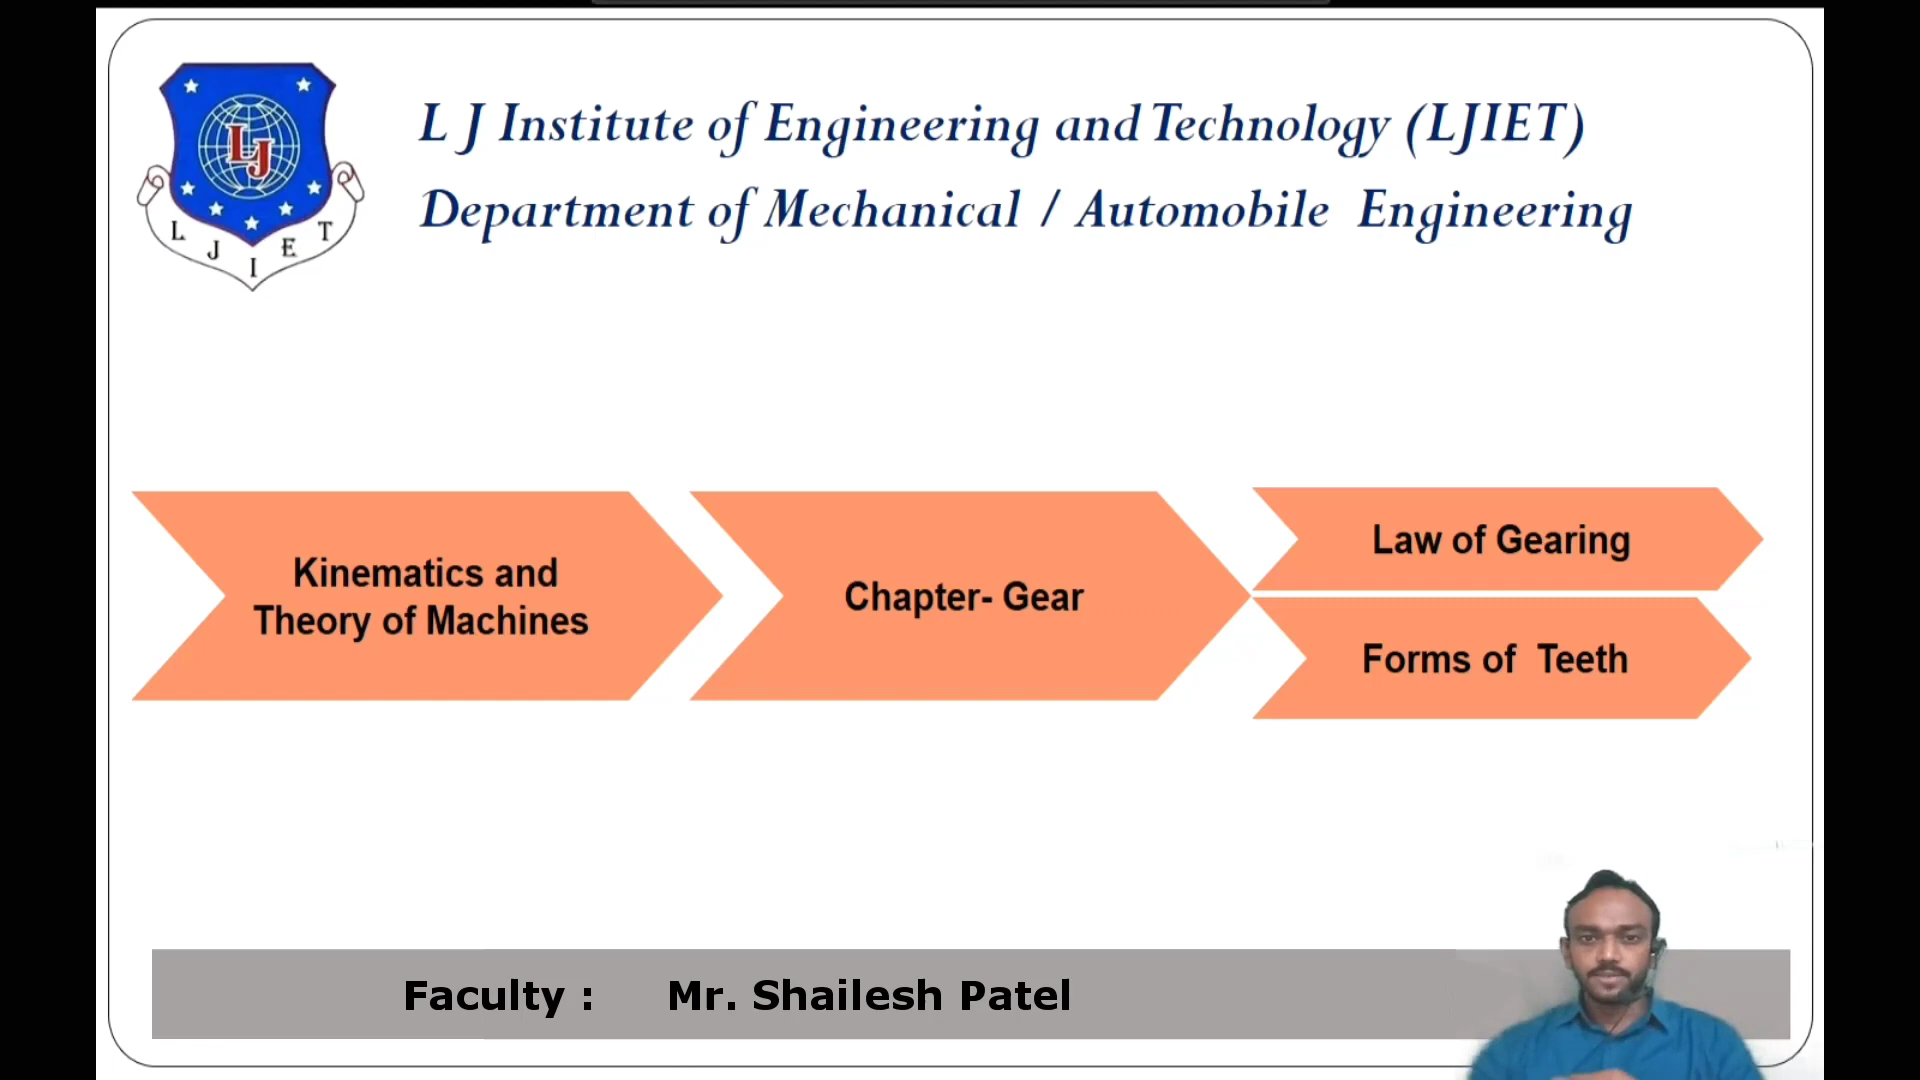 L J Institute of Engineering and Technology (LJIET)
Department of Mechanical / Automobile Engineering
LJ
L J I E T
Kinematics and
Theory of Machines
Chapter- Gear
Law of Gearing
Forms of Teeth
Faculty : Mr. Shailesh Patel